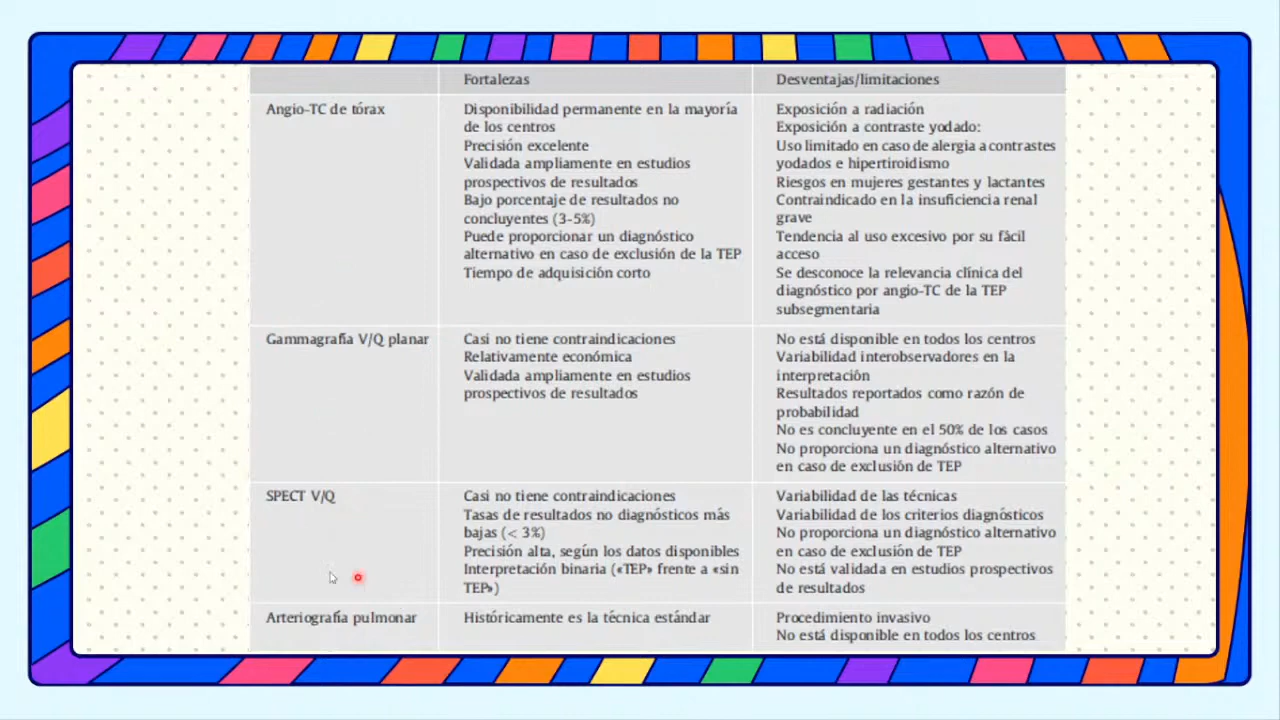 Fortalezas
Desventajas/limitaciones
Angio-TC de tórax
Disponibilidad permanente en la mayoría
de los centros
Precisión excelente
Validada ampliamente en estudios
prospectivos de resultados
Bajo porcentaje de resultados no
concluyentes (3-5%)
Puede proporcionar un diagnóstico
alternativo en caso de exclusión de la TEP
Tiempo de adquisición corto
Exposición a radiación
Exposición a contraste yodado:
Uso limitado en caso de alergia a contrastes
yodados e hipertiroidismo
Riesgos en mujeres gestantes y lactantes
Contraindicado en la insuficiencia renal
grave
Tendencia al uso excesivo por su fácil
acceso
Se desconoce la relevancia clínica del
diagnóstico por angio-TC de la TEP
subsegmentaria
Gammagrafía V/Q planar
Casi no tiene contraindicaciones
Relativamente económica
Validada ampliamente en estudios
prospectivos de resultados
No está disponible en todos los centros
Variabilidad interobservadores en la
interpretación
Resultados reportados como razón de
probabilidad
No es concluyente en el 50% de los casos
No proporciona un diagnóstico alternativo
en caso de exclusión de TEP
SPECT V/Q
Casi no tiene contraindicaciones
Tasas de resultados no diagnósticos más
bajas (< 3%)
Precisión alta, según los datos disponibles
Interpretación binaria («TEP» frente a «sin
TEP»)
Variabilidad de las técnicas
Variabilidad de los criterios diagnósticos
No proporciona un diagnóstico alternativo
en caso de exclusión de TEP
No está validada en estudios prospectivos
de resultados
Arteriografía pulmonar
Históricamente es la técnica estándar
Procedimiento invasivo
No está disponible en todos los centros